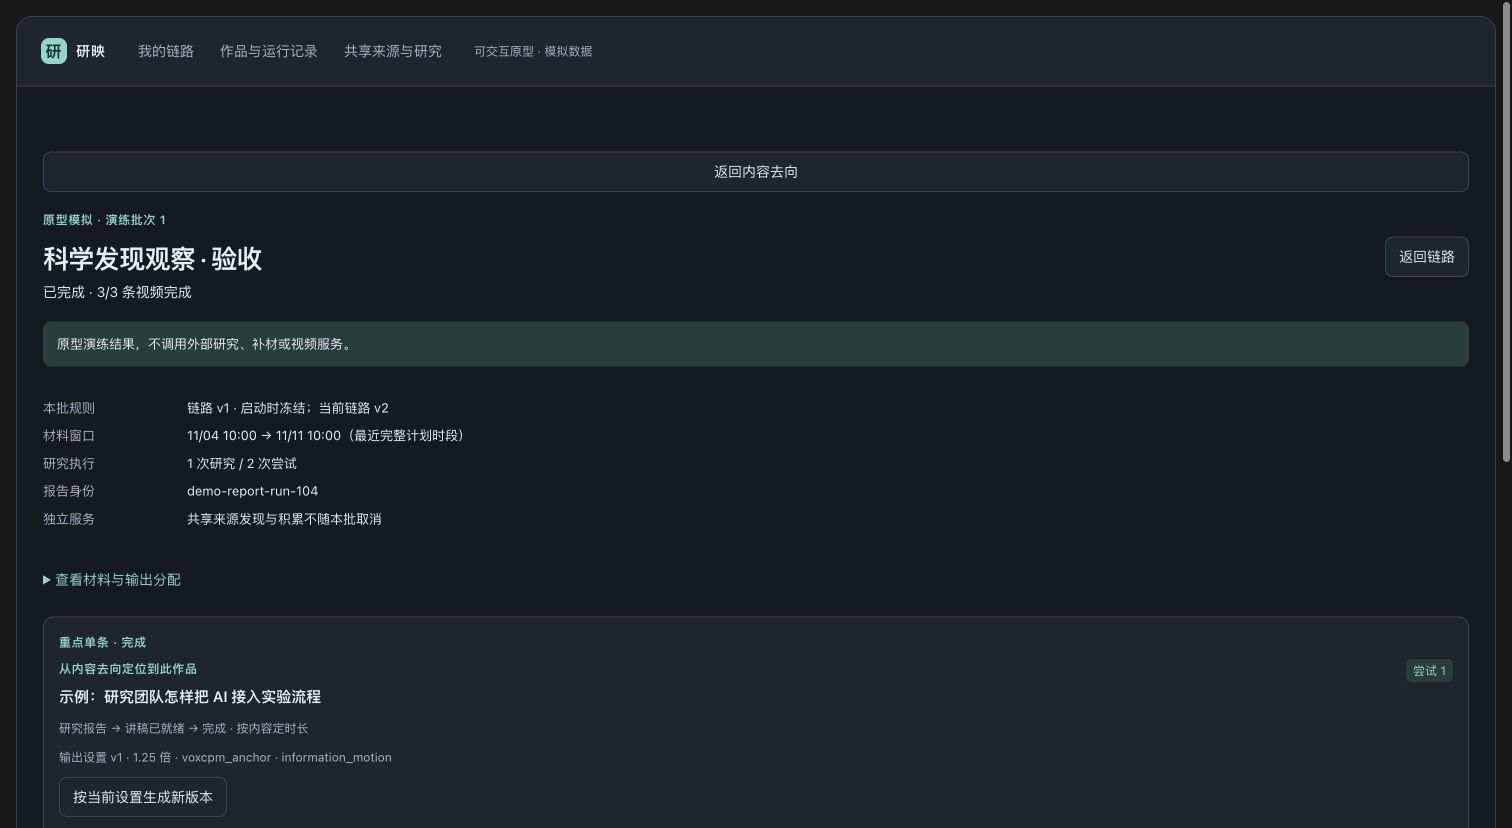 研 研映 我的链路 作品与运行记录 共享来源与研究 可交互原型 · 模拟数据
返回内容去向
原型模拟 · 演练批次 1
科学发现观察 · 验收
返回链路
已完成 · 3/3 条视频完成
原型演练结果，不调用外部研究、补材或视频服务。
本批规则 链路 v1 · 启动时冻结；当前链路 v2
材料窗口 11/04 10:00 → 11/11 10:00（最近完整计划时段）
研究执行 1 次研究 / 2 次尝试
报告身份 demo-report-run-104
独立服务 共享来源发现与积累不随本批取消
▶ 查看材料与输出分配
重点单条 · 完成
从内容去向定位到此作品
尝试 1
示例：研究团队怎样把 AI 接入实验流程
研究报告 → 讲稿已就绪 → 完成 · 按内容定时长
输出设置 v1 · 1.25 倍 · voxcpm_anchor · information_motion
按当前设置生成新版本